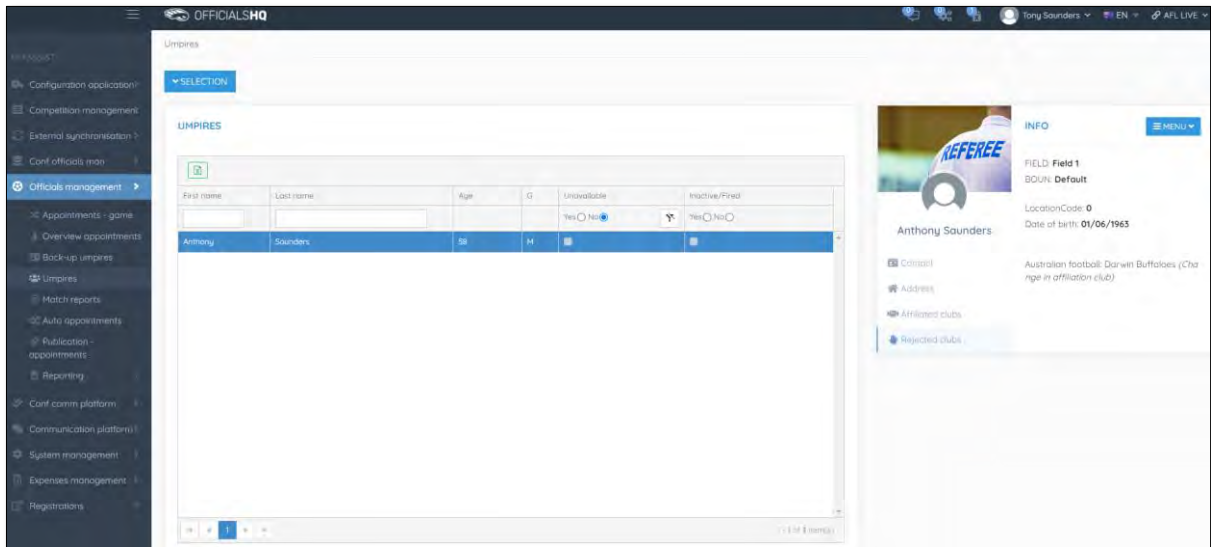 OFFICIALSHQ
Tony Saunders
EN
AFL LIVE
Umpires
SELECTION
Configuration application
Competition management
External synchronisation
Conf officials man
Officials management
Appointments - game
Overview appointments
Back-up umpires
Umpires
Match reports
Auto appointments
Publication -
appointments
Reporting
Conf comm platform
Communication platform
System management
Expenses management
Registrations
UMPIRES
First name
Last name
Age
G
Unavailable
Inactive/Fired
Yes No
Yes No
Anthony
Saunders
59
M
1
REFEREE
Anthony Saunders
Contact
Address
Affiliated clubs
Rejected clubs
INFO
MENU
FIELD: Field 1
BOUN: Default
LocationCode: 0
Date of birth: 01/06/1963
Australian football: Darwin Buffaloes (Cha
nge in affiliation club)